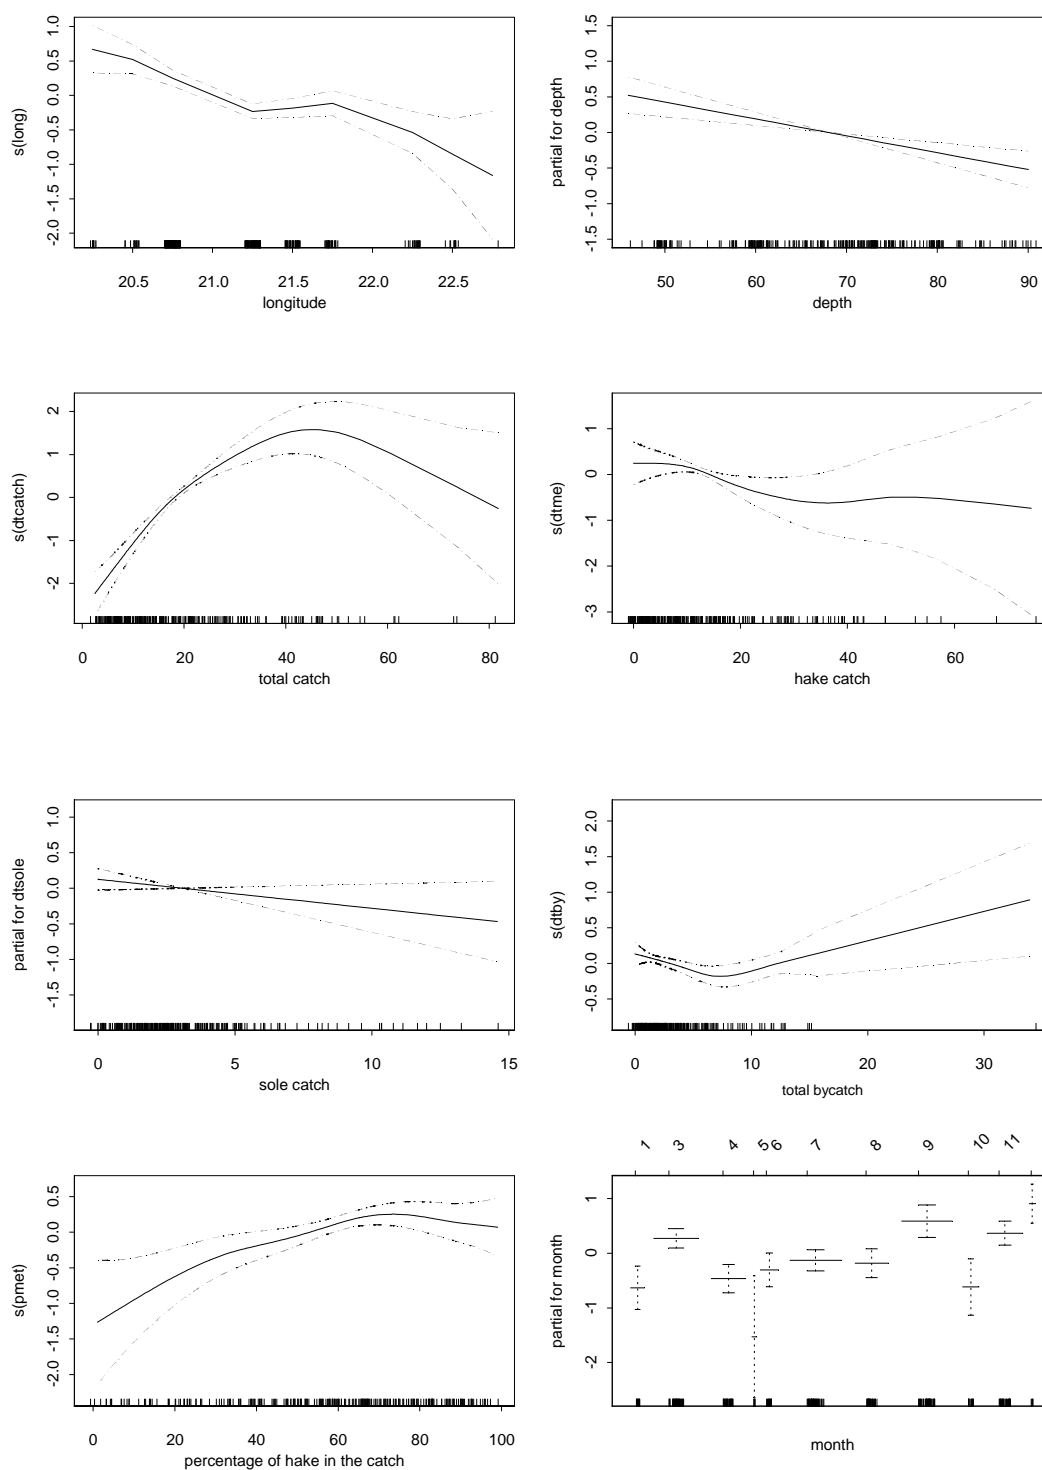 s(long)
1.0
0.5
0.0
-0.5
-1.0
-1.5
-2.0
20.5 21.0 21.5 22.0 22.5
longitude
partial for depth
1.5
1.0
0.5
0.0
-0.5
-1.0
-1.5
50 60 70 80 90
depth
s(dtcatch)
2
1
0
-2
0 20 40 60 80
total catch
s(dtme)
1
0
-1
-2
-3
0 20 40 60
hake catch
partial for dtsole
1.0
0.5
0.0
-0.5
-1.0
-1.5
0 5 10 15
sole catch
s(dtby)
2.0
1.5
1.0
0.5
0.0
-0.5
0 10 20 30
total bycatch
s(pmet)
0.5
0.0
-0.5
-1.0
-1.5
-2.0
0 20 40 60 80 100
percentage of hake in the catch
1 3 4 5 6 7 8 9 10 11
partial for month
1
0
-1
-2
month